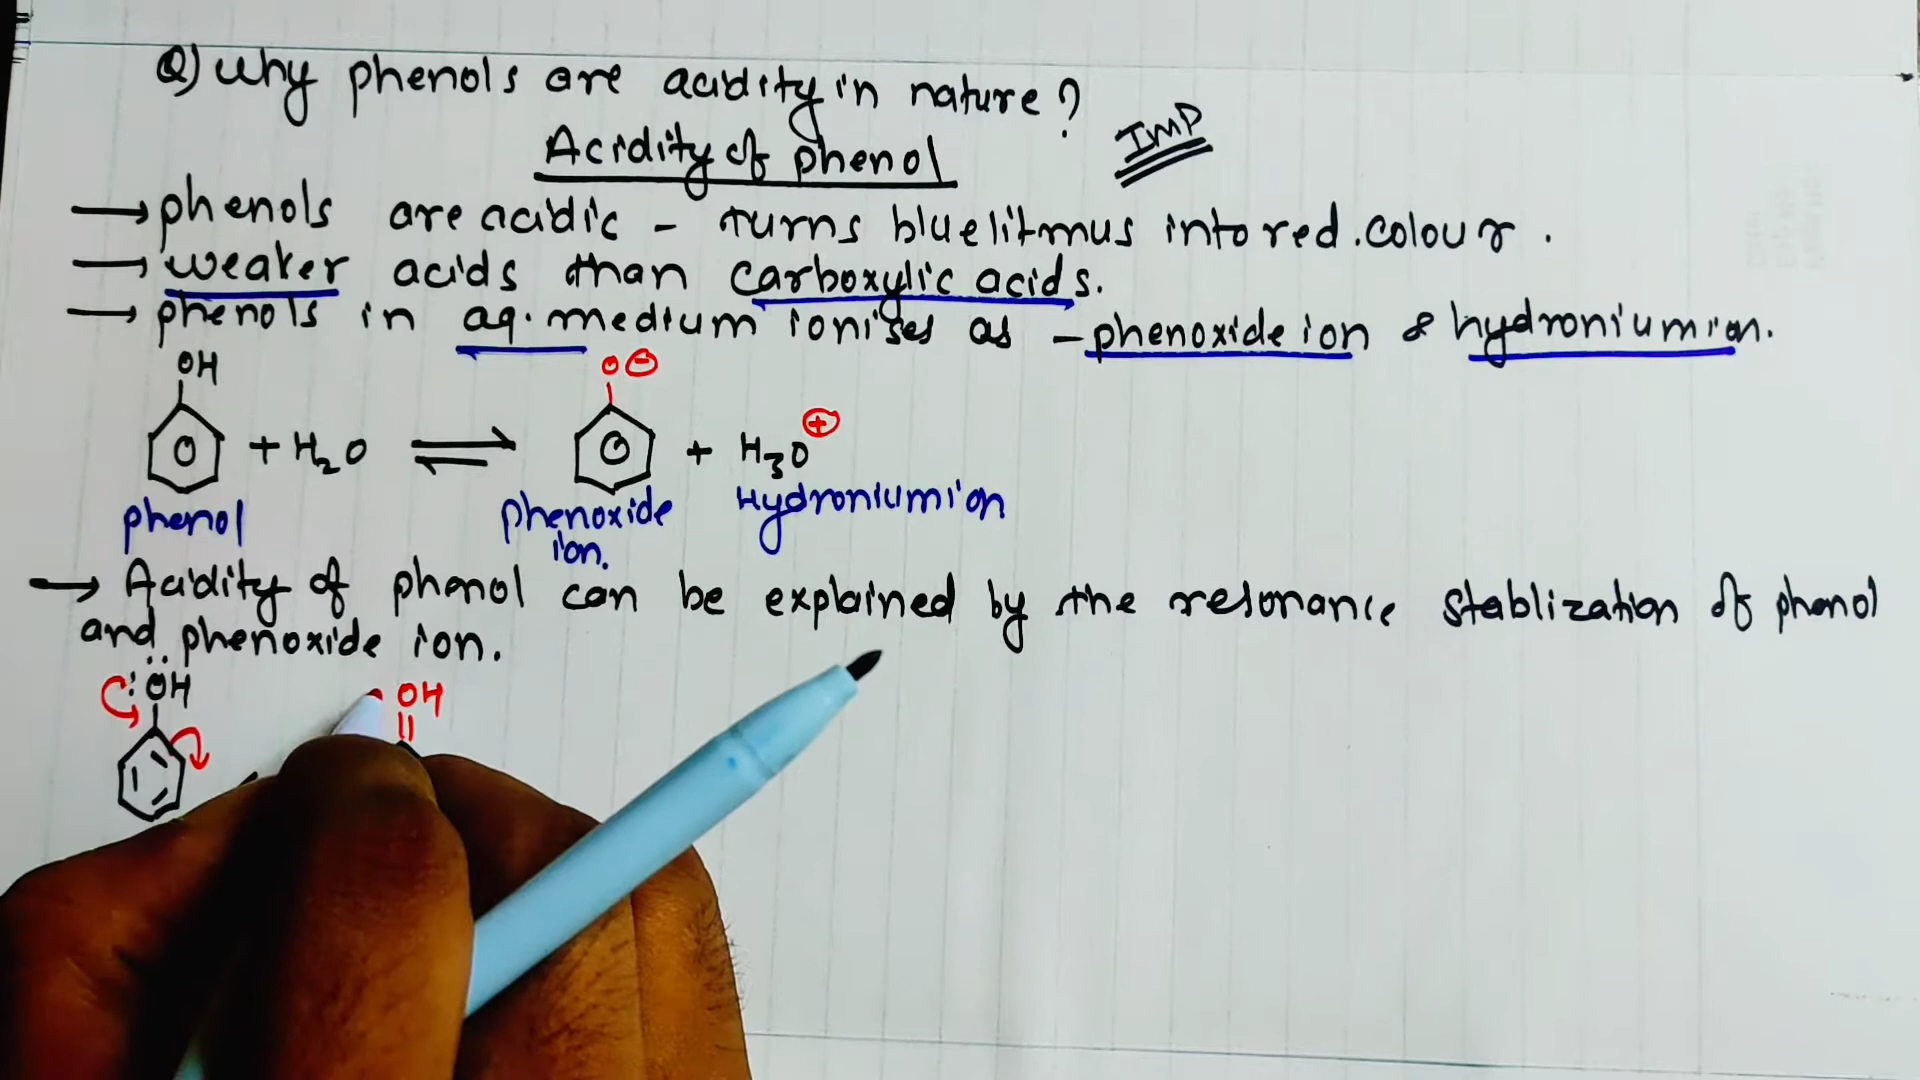 Q) Why phenols are acidity in nature?
IMP
Acidity of phenol
→ phenols are acidic - turns blue litmus into red.colour.
→ weaker acids than carboxylic acids.
→ phenols in aq. medium ionises as - phenoxide ion & hydronium ion.
OH
O⊖
+ H₂O ⇌ + H₃O⊕
phenol
phenoxide ion.
Hydronium ion
→ Acidity of phenol can be explained by the resonance stablization of phenol
and phenoxide ion.
:ÖH
OH